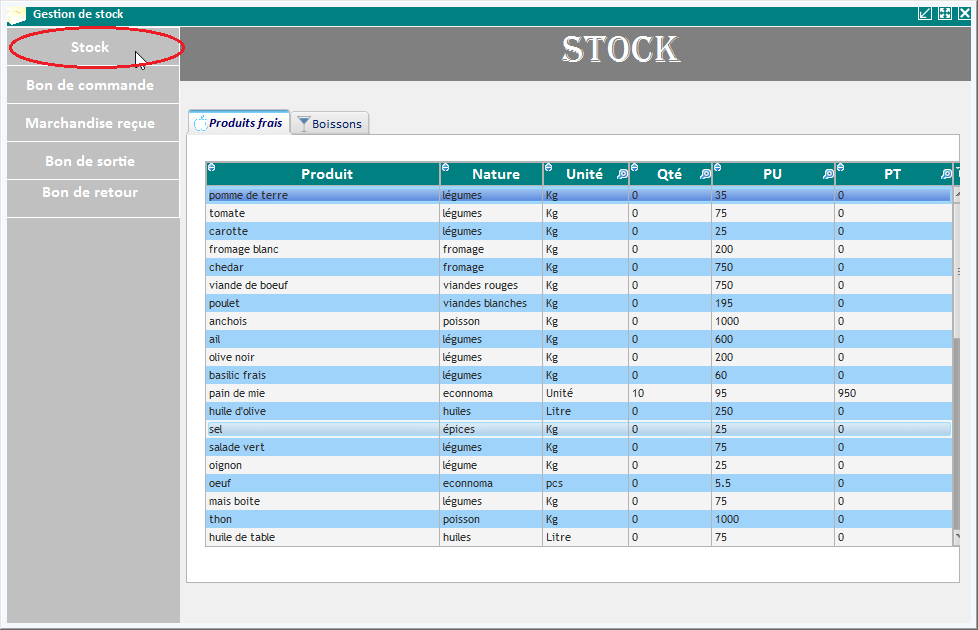 Gestion de stock
Stock
Bon de commande
Marchandise reçue
Bon de sortie
Bon de retour
STOCK
Produits frais Boissons
Produit Nature Unité Qté PU PT
pomme de terre légumes Kg 0 35 0
tomate légumes Kg 0 75 0
carotte légumes Kg 0 25 0
fromage blanc fromage Kg 0 200 0
chedar fromage Kg 0 750 0
viande de boeuf viandes rouges Kg 0 750 0
poulet viandes blanches Kg 0 195 0
anchois poisson Kg 0 1000 0
ail légumes Kg 0 600 0
olive noir légumes Kg 0 200 0
basilic frais légumes Kg 0 60 0
pain de mie econnoma Unité 10 95 950
huile d'olive huiles Litre 0 250 0
sel épices Kg 0 25 0
salade vert légumes Kg 0 75 0
oignon légume Kg 0 25 0
oeuf econnoma pcs 0 5.5 0
mais boite légumes Kg 0 75 0
thon poisson Kg 0 1000 0
huile de table huiles Litre 0 75 0